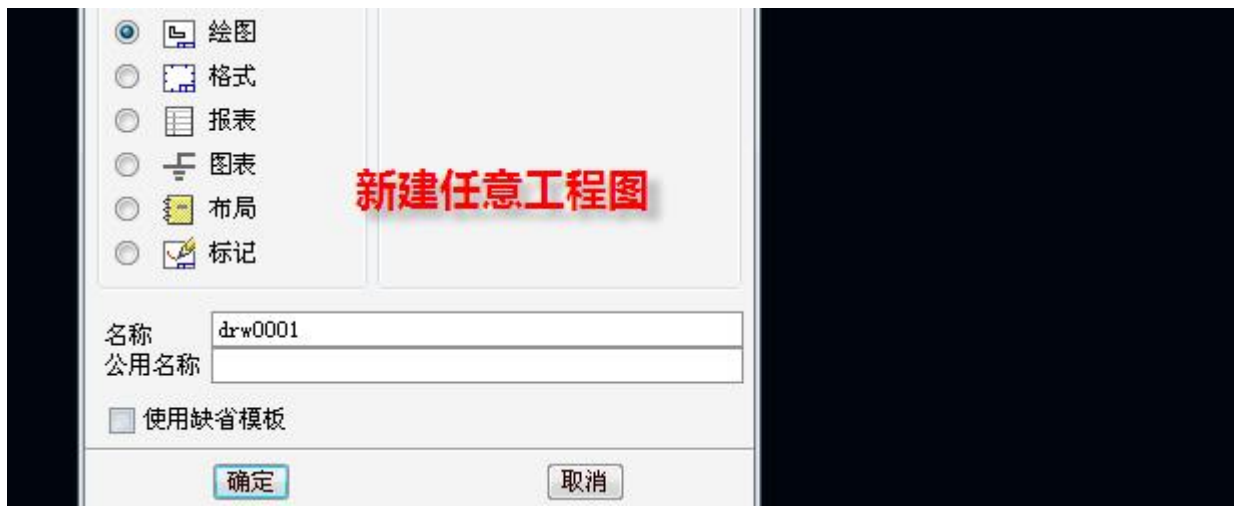 绘图
格式
报表
图表
布局
标记
新建任意工程图
名称 drw0001
公用名称
使用缺省模板
确定 取消